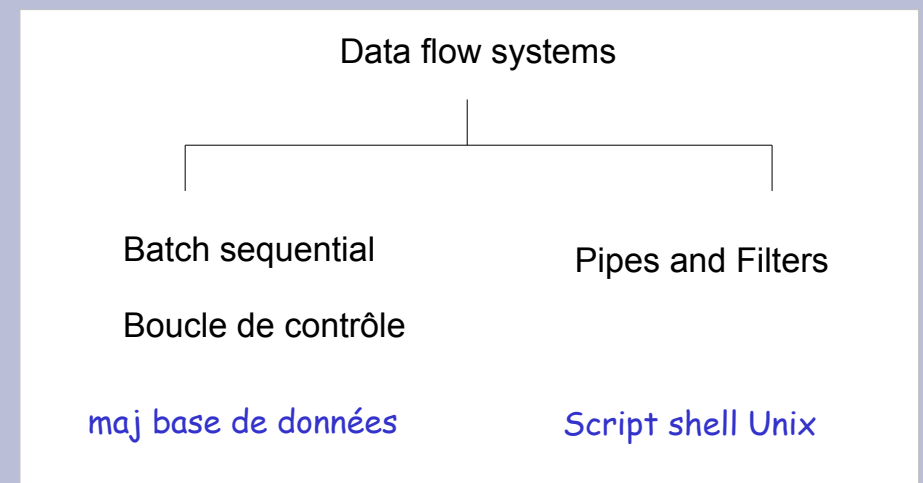 Data flow systems
Batch sequential
Pipes and Filters
Boucle de contrôle
maj base de données
Script shell Unix